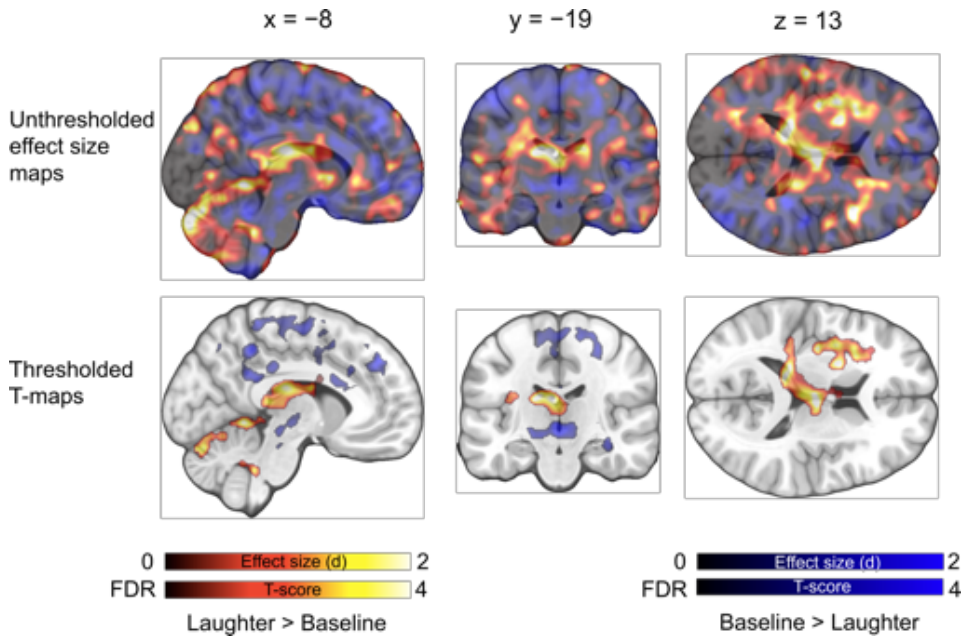 x = −8
y = −19
z = 13
Unthresholded
effect size
maps
Thresholded
T-maps
0 Effect size (d) 2
FDR T-score 4
Laughter > Baseline
0 Effect size (d) 2
FDR T-score 4
Baseline > Laughter